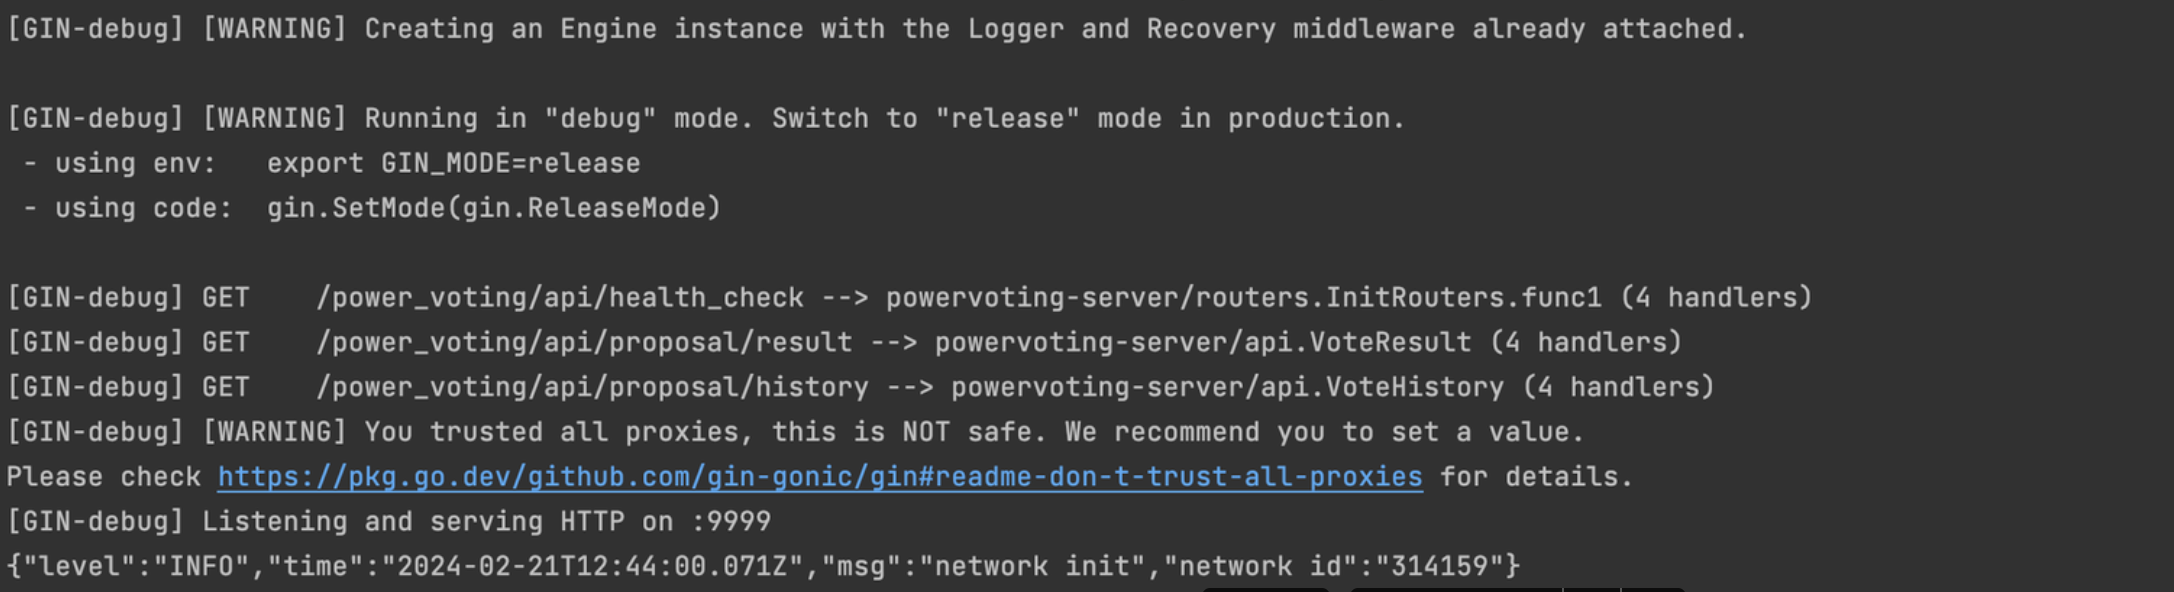 [GIN-debug] [WARNING] Creating an Engine instance with the Logger and Recovery middleware already attached.
[GIN-debug] [WARNING] Running in "debug" mode. Switch to "release" mode in production.
 - using env:   export GIN_MODE=release
 - using code:  gin.SetMode(gin.ReleaseMode)
[GIN-debug] GET    /power_voting/api/health_check --> powervoting-server/routers.InitRouters.func1 (4 handlers)
[GIN-debug] GET    /power_voting/api/proposal/result --> powervoting-server/api.VoteResult (4 handlers)
[GIN-debug] GET    /power_voting/api/proposal/history --> powervoting-server/api.VoteHistory (4 handlers)
[GIN-debug] [WARNING] You trusted all proxies, this is NOT safe. We recommend you to set a value.
Please check https://pkg.go.dev/github.com/gin-gonic/gin#readme-don-t-trust-all-proxies for details.
[GIN-debug] Listening and serving HTTP on :9999
{"level":"INFO","time":"2024-02-21T12:44:00.071Z","msg":"network init","network id":"314159"}